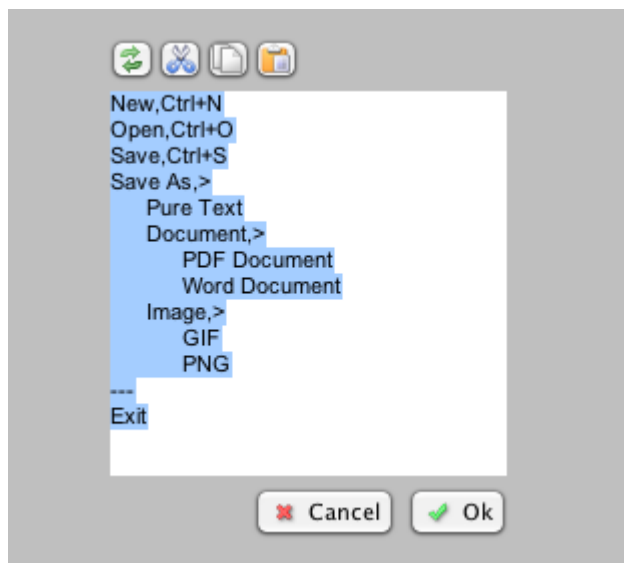 New,Ctrl+N
Open,Ctrl+O
Save,Ctrl+S
Save As,>
Pure Text
Document,>
PDF Document
Word Document
Image,>
GIF
PNG
---
Exit
Cancel
Ok